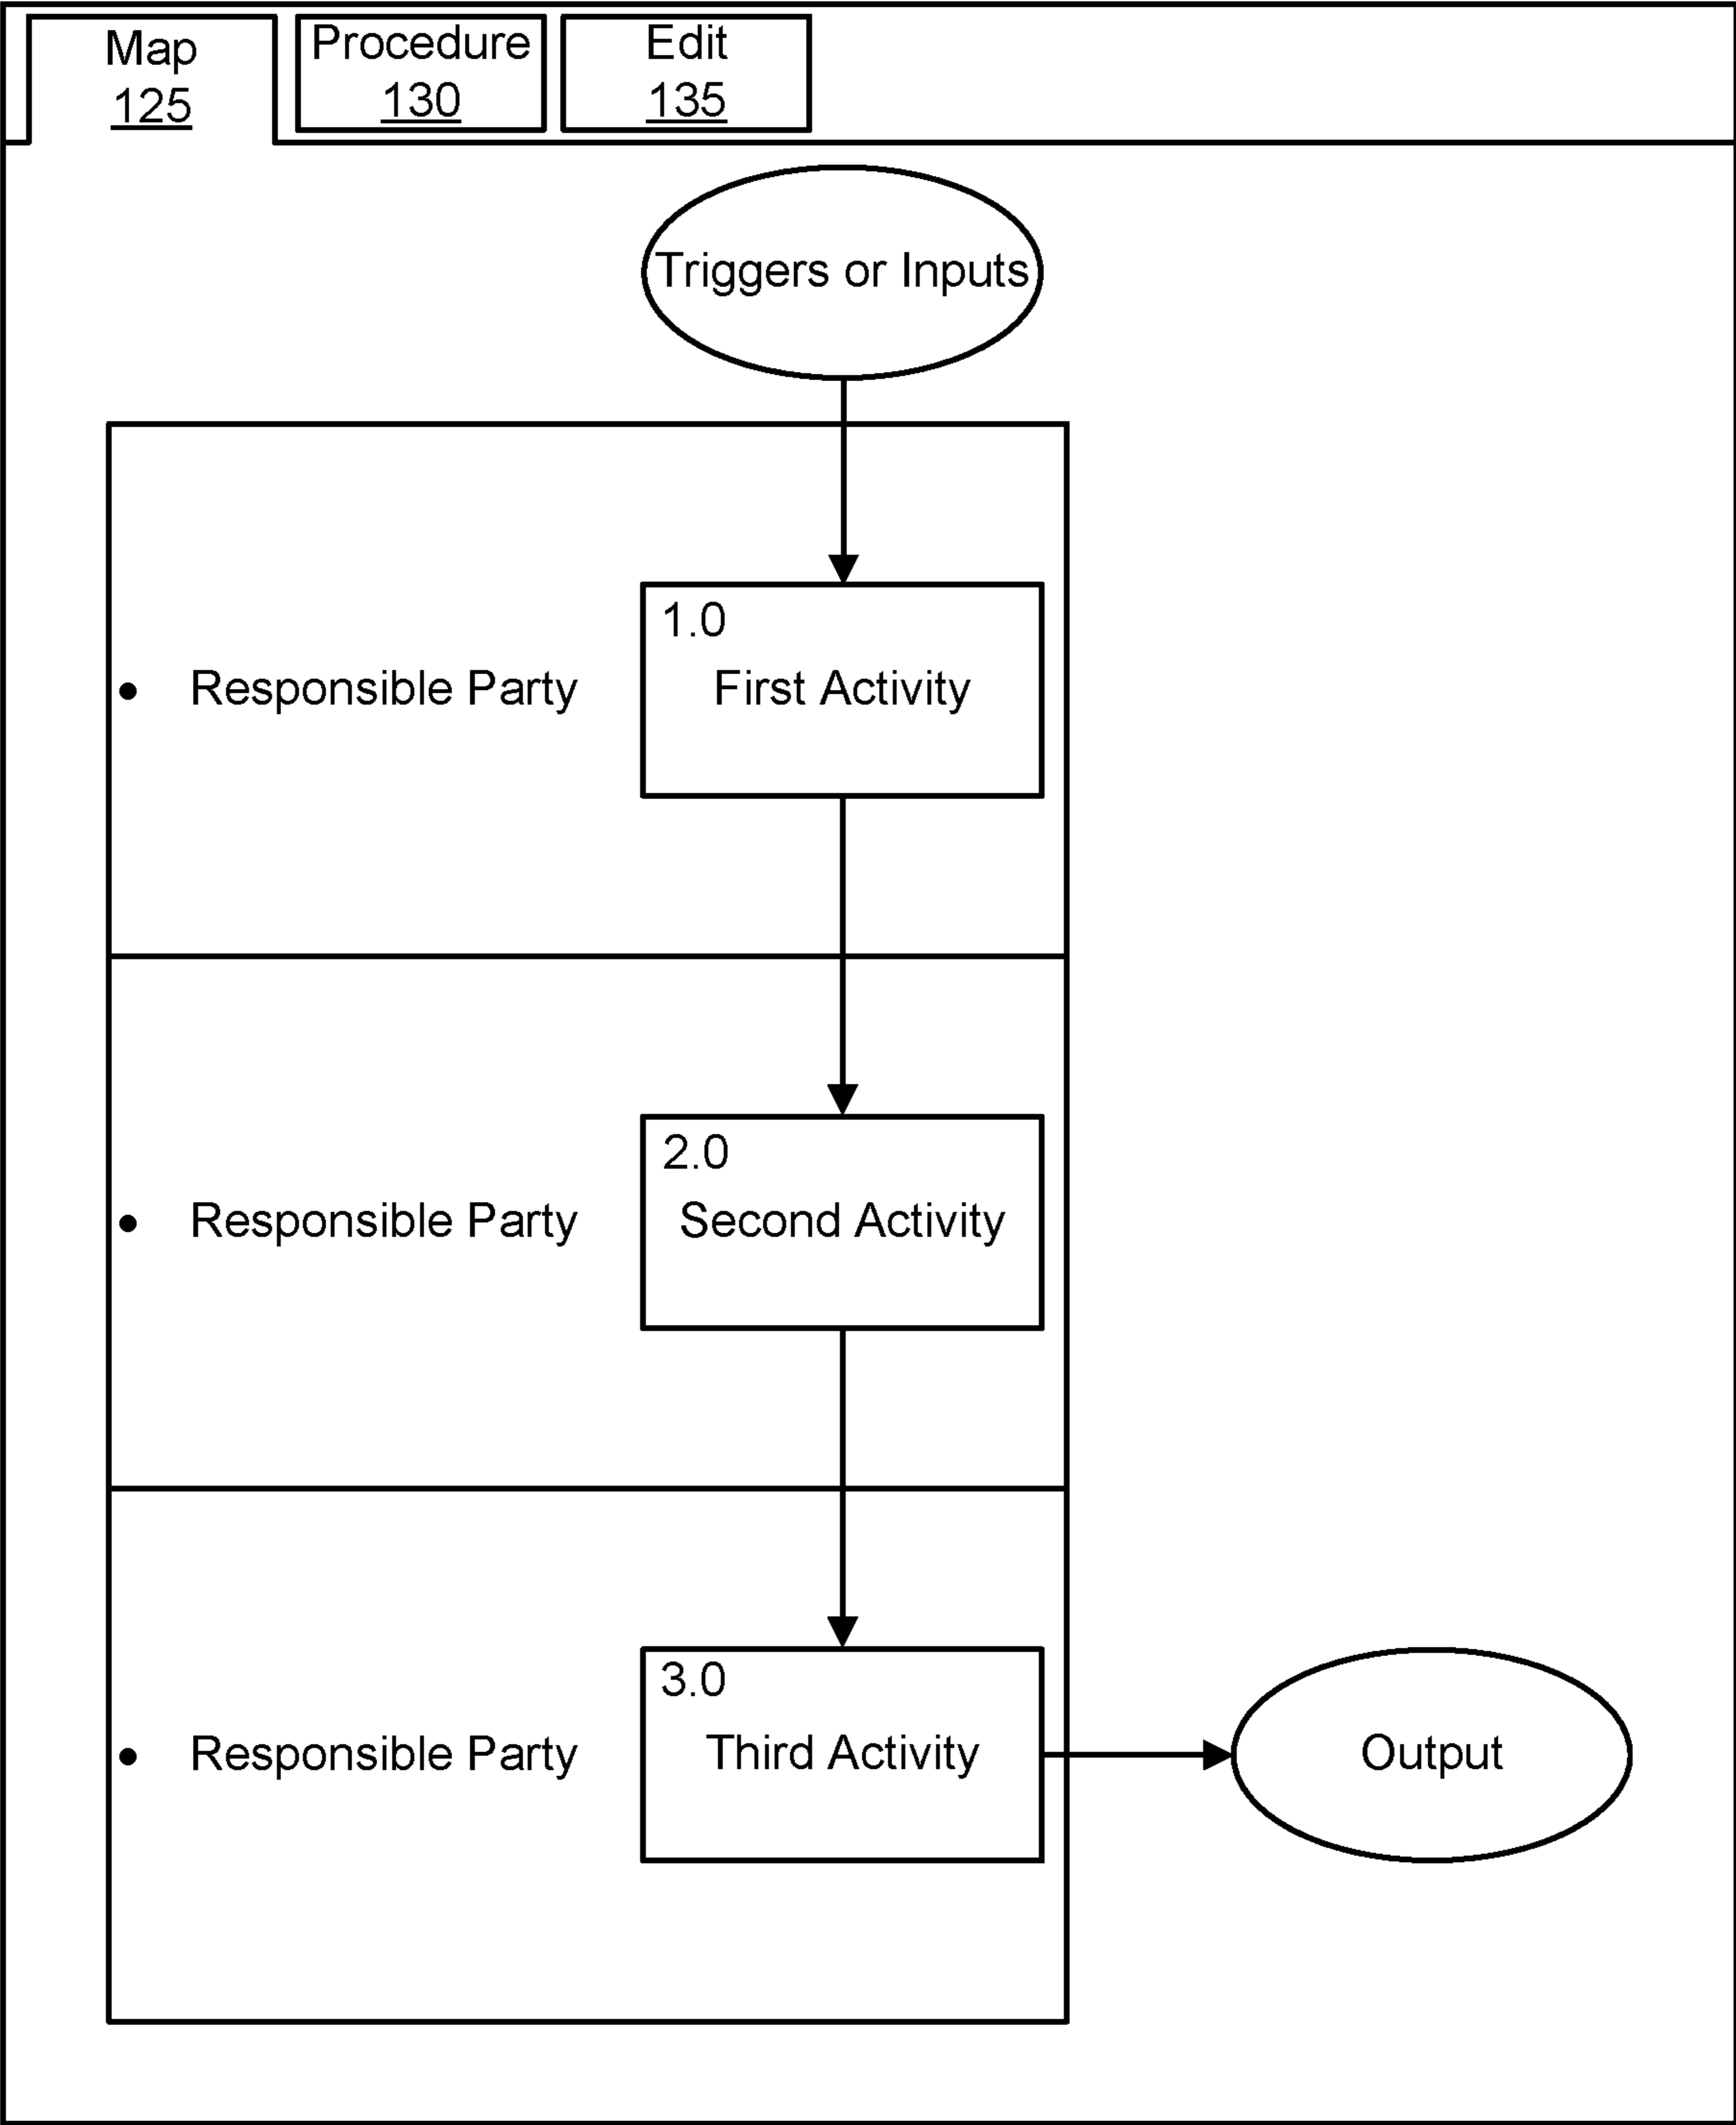 Map
125
Procedure
130
Edit
135
Triggers or Inputs
1.0
• Responsible Party
First Activity
2.0
• Responsible Party
Second Activity
3.0
• Responsible Party
Third Activity
Output